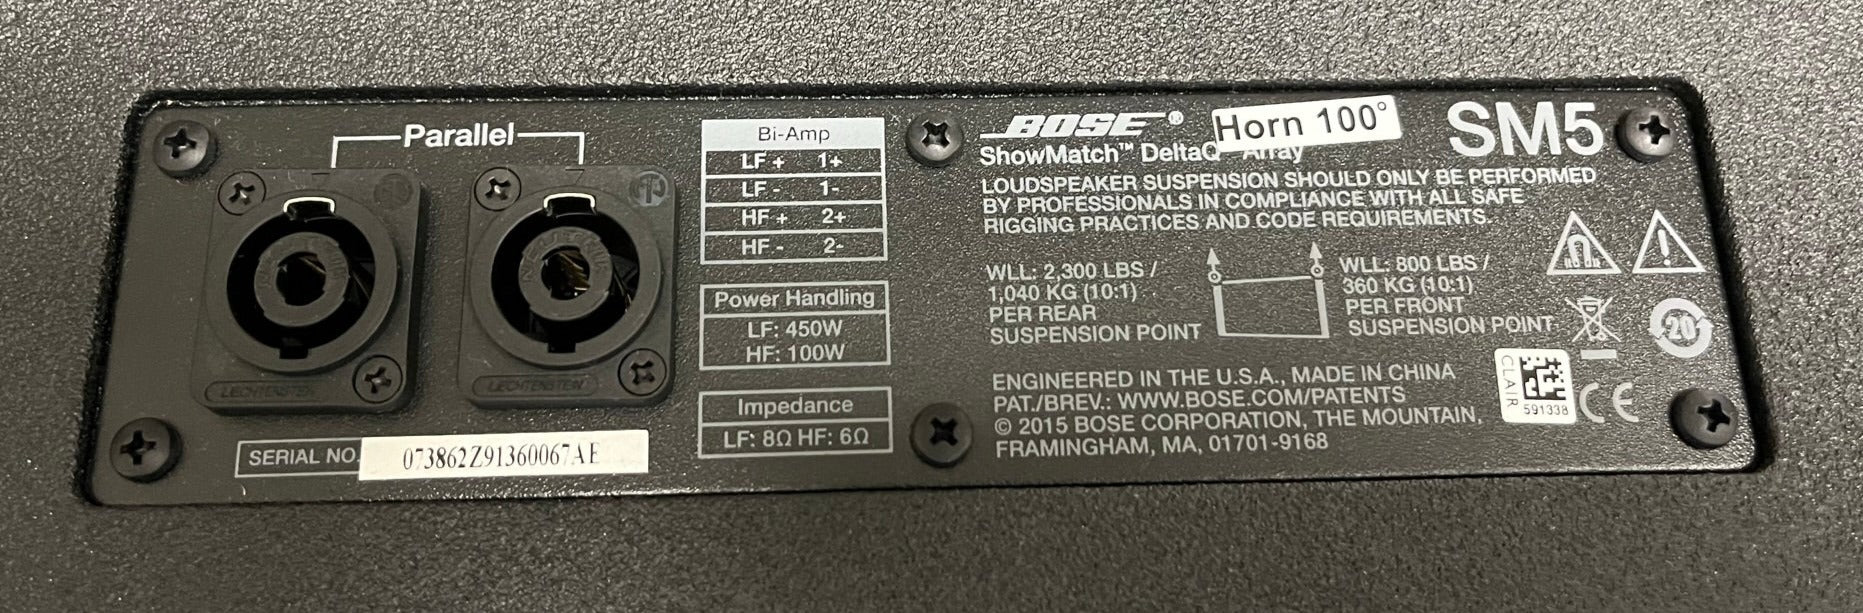 Parallel
LECHTENSTEIN
LECHTENSTEIN
SERIAL NO. 073862Z91360067AE
Bi-Amp
LF + 1+
LF - 1-
HF + 2+
HF - 2-
Power Handling
LF: 450W
HF: 100W
Impedance
LF: 8Ω HF: 6Ω
BOSE® Horn 100° SM5
ShowMatch™ DeltaQ™ Array
LOUDSPEAKER SUSPENSION SHOULD ONLY BE PERFORMED
BY PROFESSIONALS IN COMPLIANCE WITH ALL SAFE
RIGGING PRACTICES AND CODE REQUIREMENTS.
WLL: 2,300 LBS /
1,040 KG (10:1)
PER REAR
SUSPENSION POINT
WLL: 800 LBS /
360 KG (10:1)
PER FRONT
SUSPENSION POINT
20
ENGINEERED IN THE U.S.A., MADE IN CHINA
PAT./BREV.: WWW.BOSE.COM/PATENTS
© 2015 BOSE CORPORATION, THE MOUNTAIN,
FRAMINGHAM, MA, 01701-9168
CLAIR
591338
CE